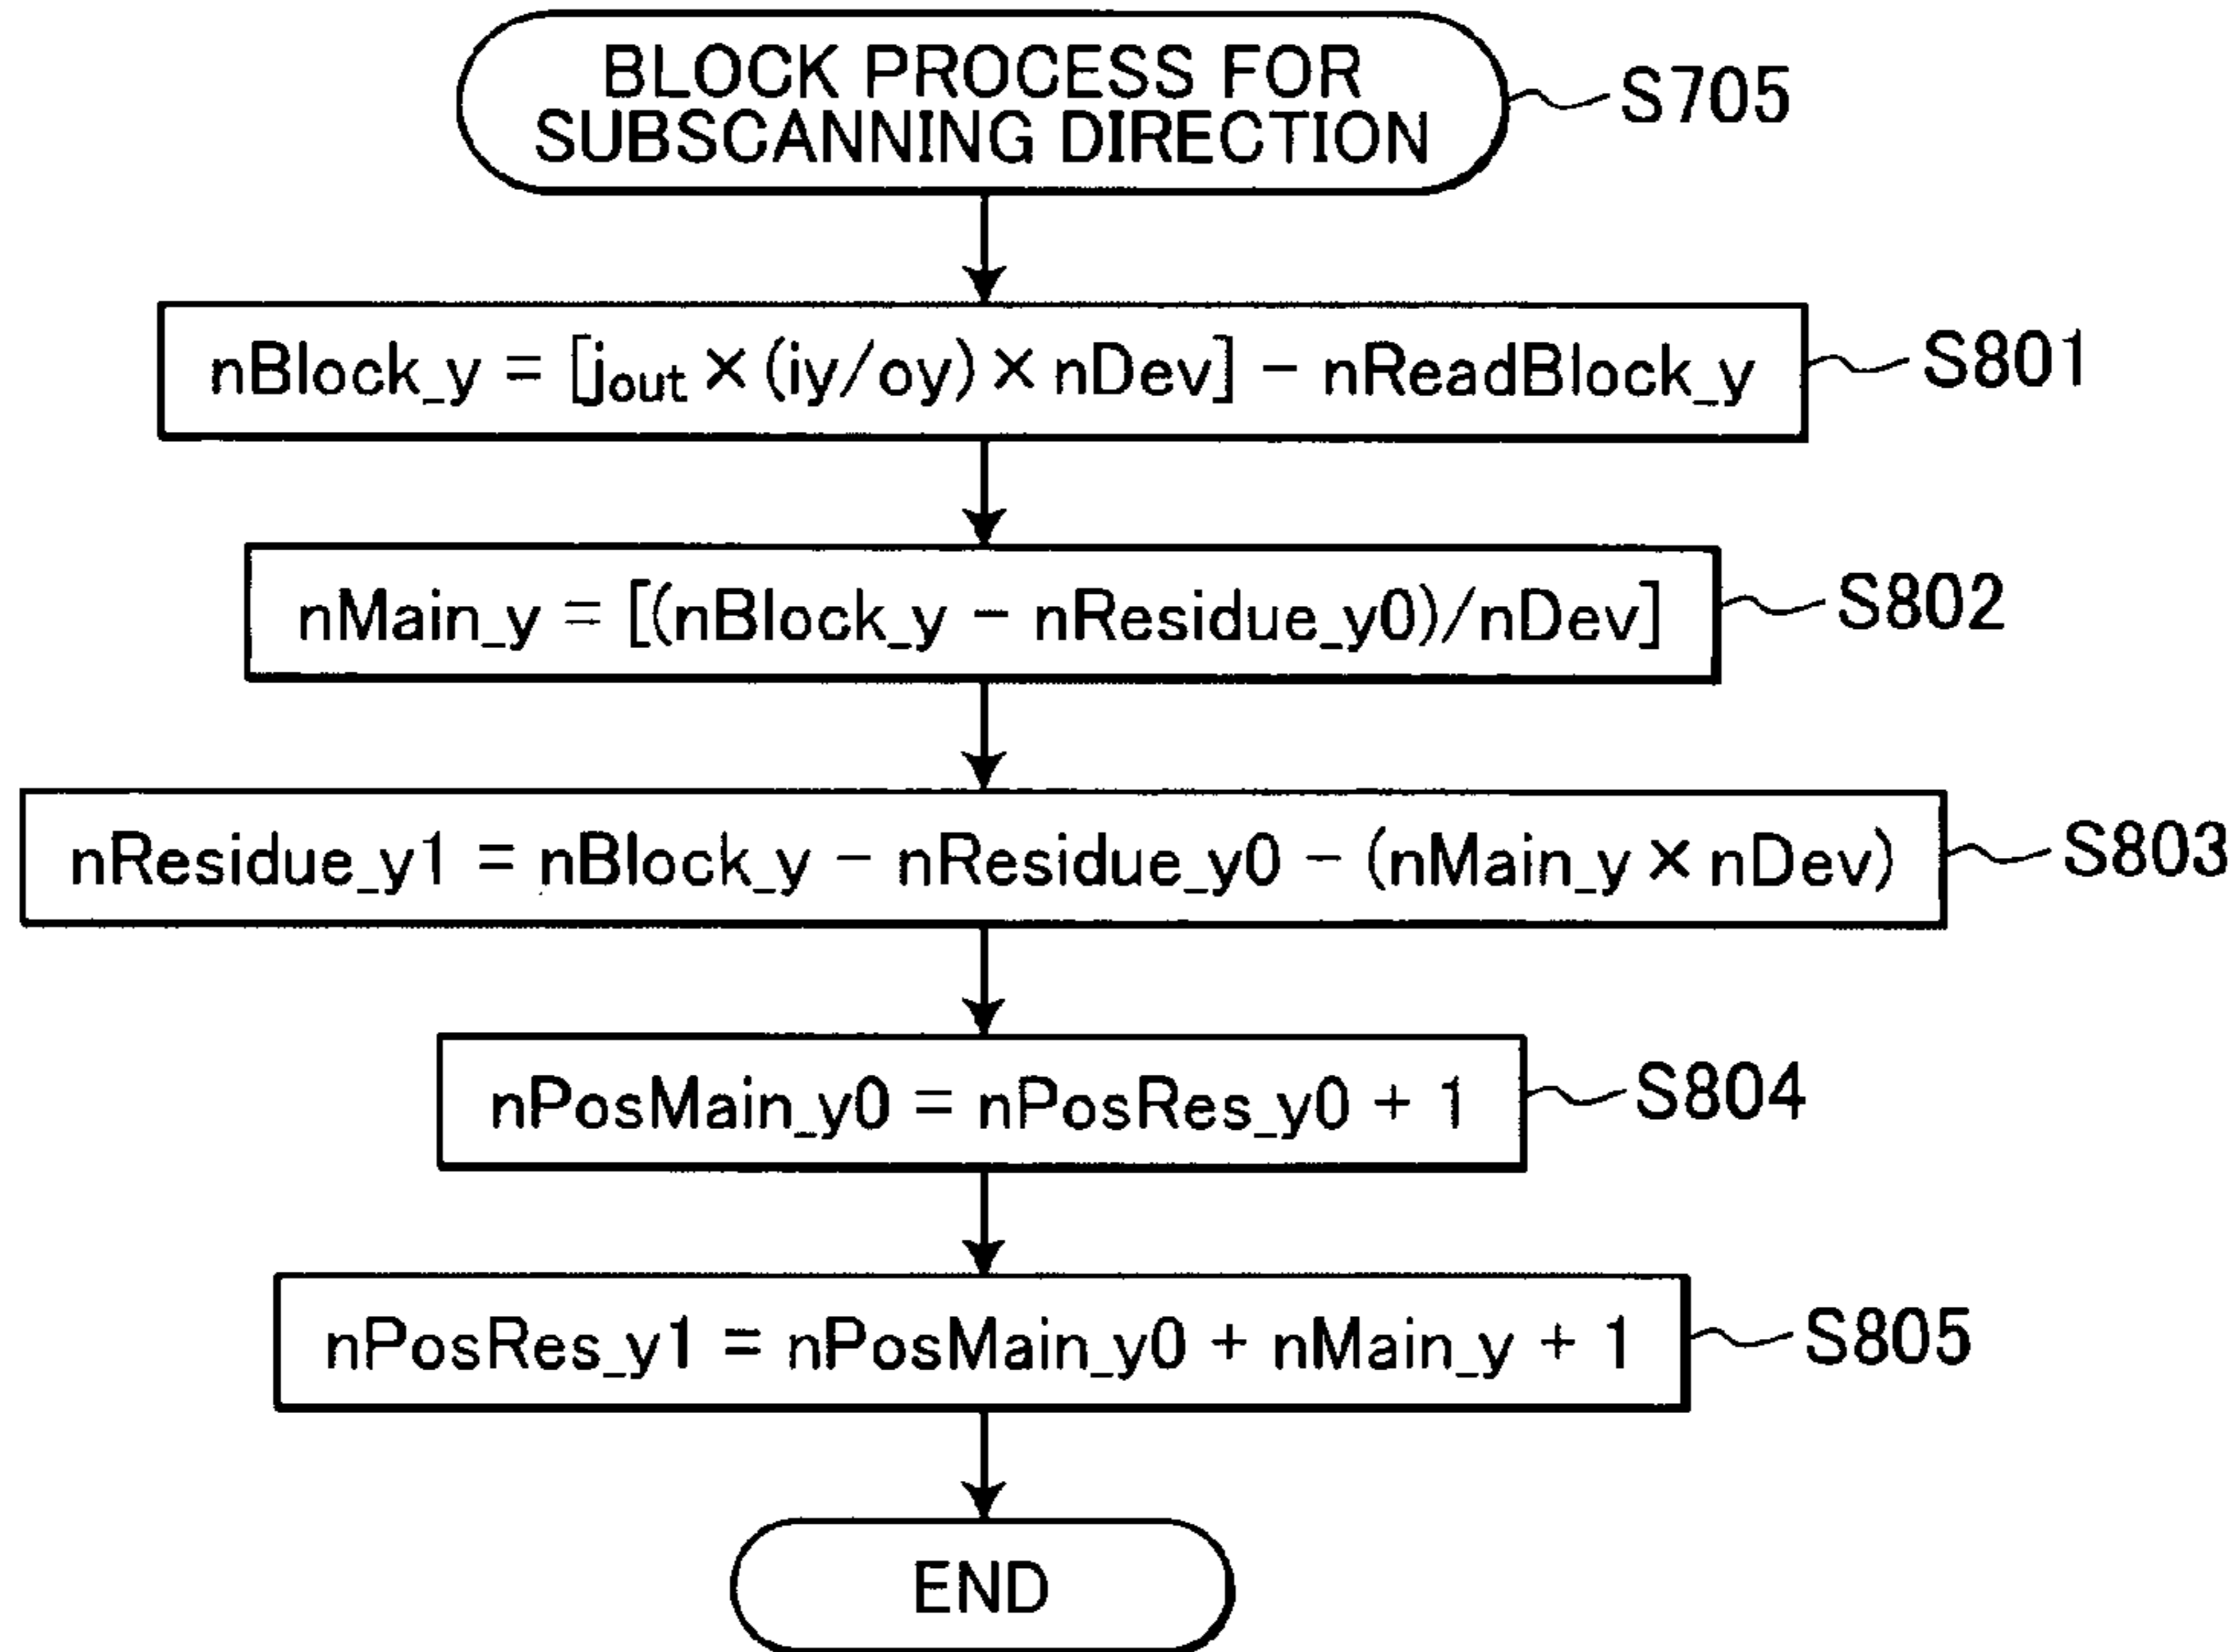 BLOCK PROCESS FOR
SUBSCANNING DIRECTION
S705
nBlock_y = [jout × (iy/oy) × nDev] − nReadBlock_y
S801
nMain_y = [(nBlock_y − nResidue_y0)/nDev]
S802
nResidue_y1 = nBlock_y − nResidue_y0 − (nMain_y × nDev)
S803
nPosMain_y0 = nPosRes_y0 + 1
S804
nPosRes_y1 = nPosMain_y0 + nMain_y + 1
S805
END